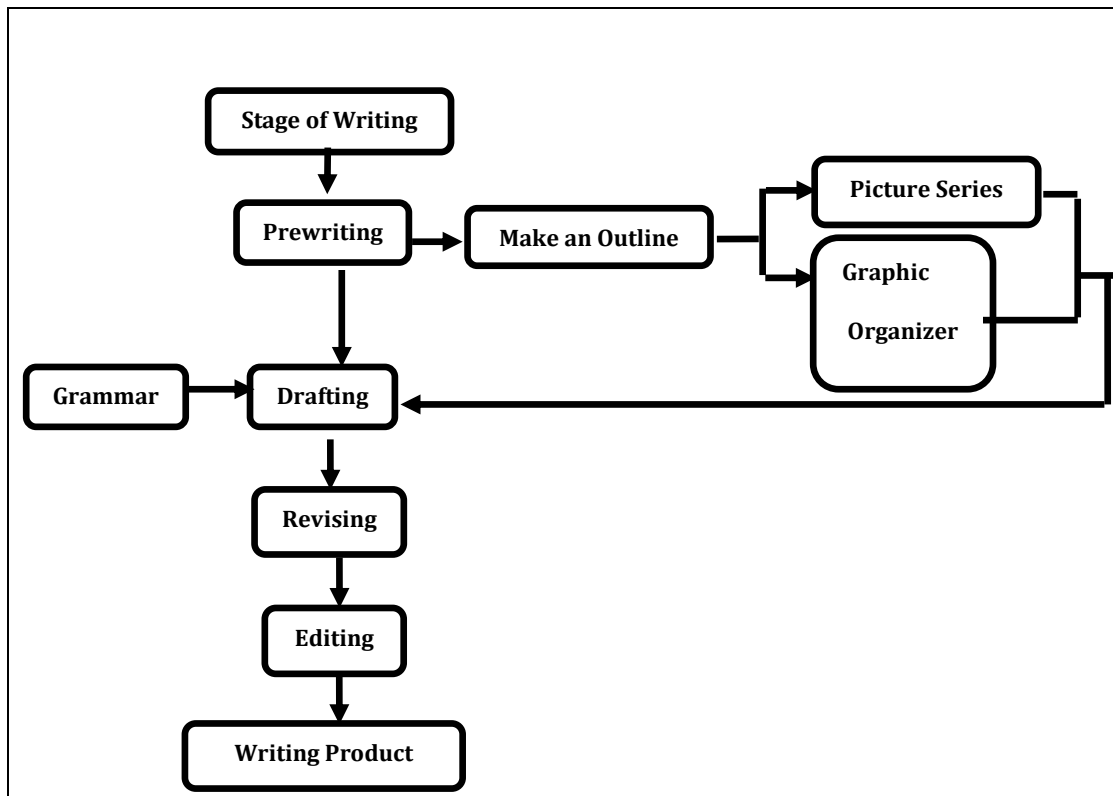 Stage of Writing
Picture Series
Prewriting
Make an Outline
Graphic
Organizer
Grammar
Drafting
Revising
Editing
Writing Product